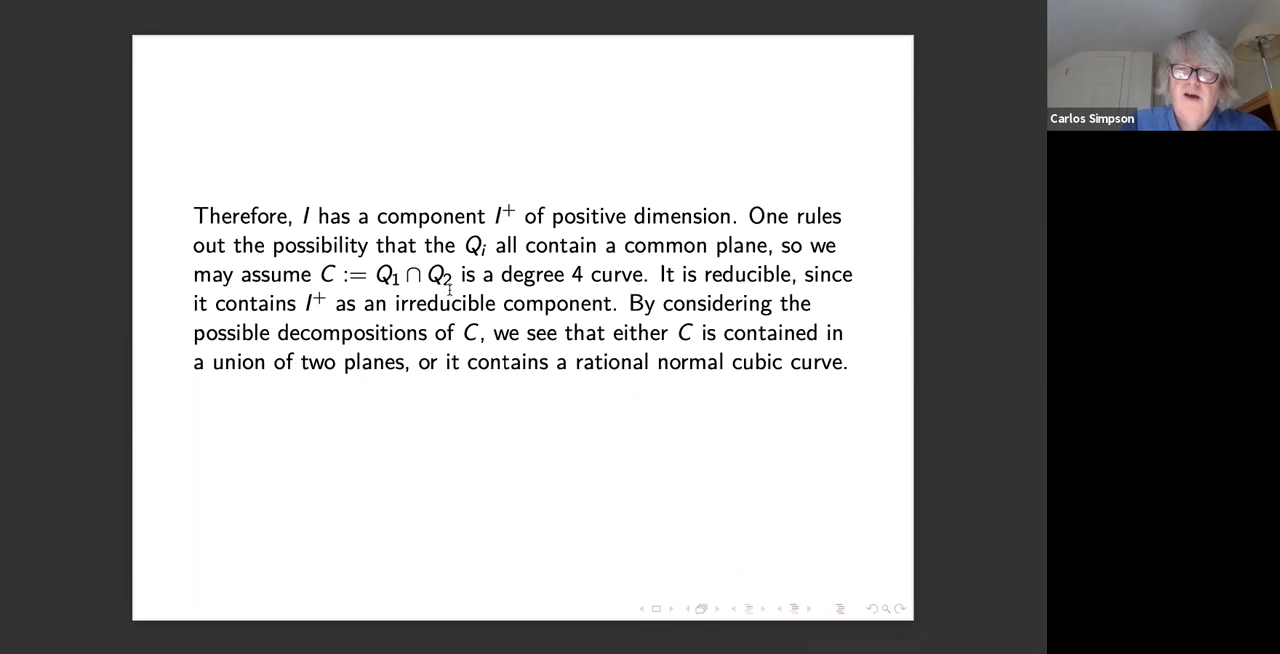 Therefore, I has a component I⁺ of positive dimension. One rules
out the possibility that the Qᵢ all contain a common plane, so we
may assume C := Q₁ ∩ Q₂ is a degree 4 curve. It is reducible, since
it contains I⁺ as an irreducible component. By considering the
possible decompositions of C, we see that either C is contained in
a union of two planes, or it contains a rational normal cubic curve.
Carlos Simpson